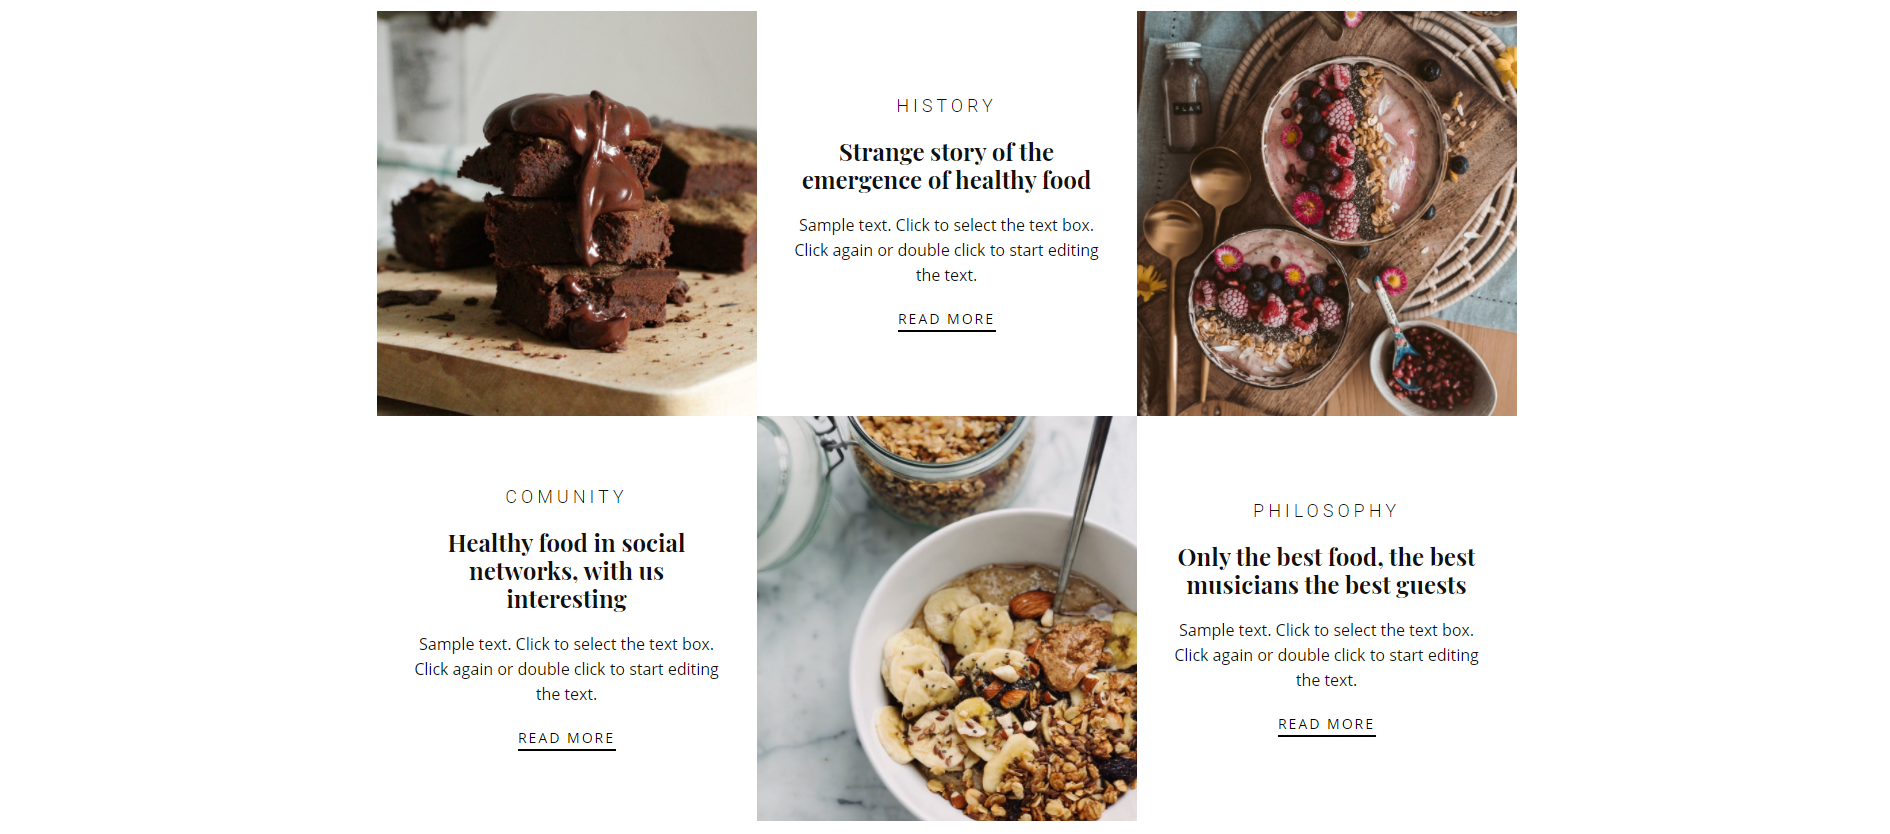 HISTORY
Strange story of the
emergence of healthy food
Sample text. Click to select the text box.
Click again or double click to start editing
the text.
READ MORE
FLAX
COMUNITY
Healthy food in social
networks, with us
interesting
Sample text. Click to select the text box.
Click again or double click to start editing
the text.
READ MORE
PHILOSOPHY
Only the best food, the best
musicians the best guests
Sample text. Click to select the text box.
Click again or double click to start editing
the text.
READ MORE